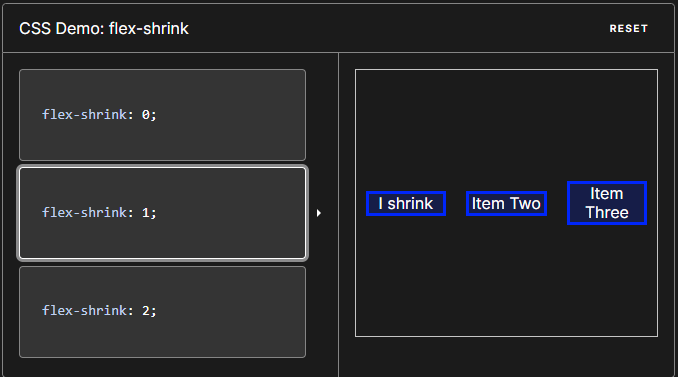 CSS Demo: flex-shrink
RESET
flex-shrink: 0;
flex-shrink: 1;
flex-shrink: 2;
I shrink
Item Two
Item
Three